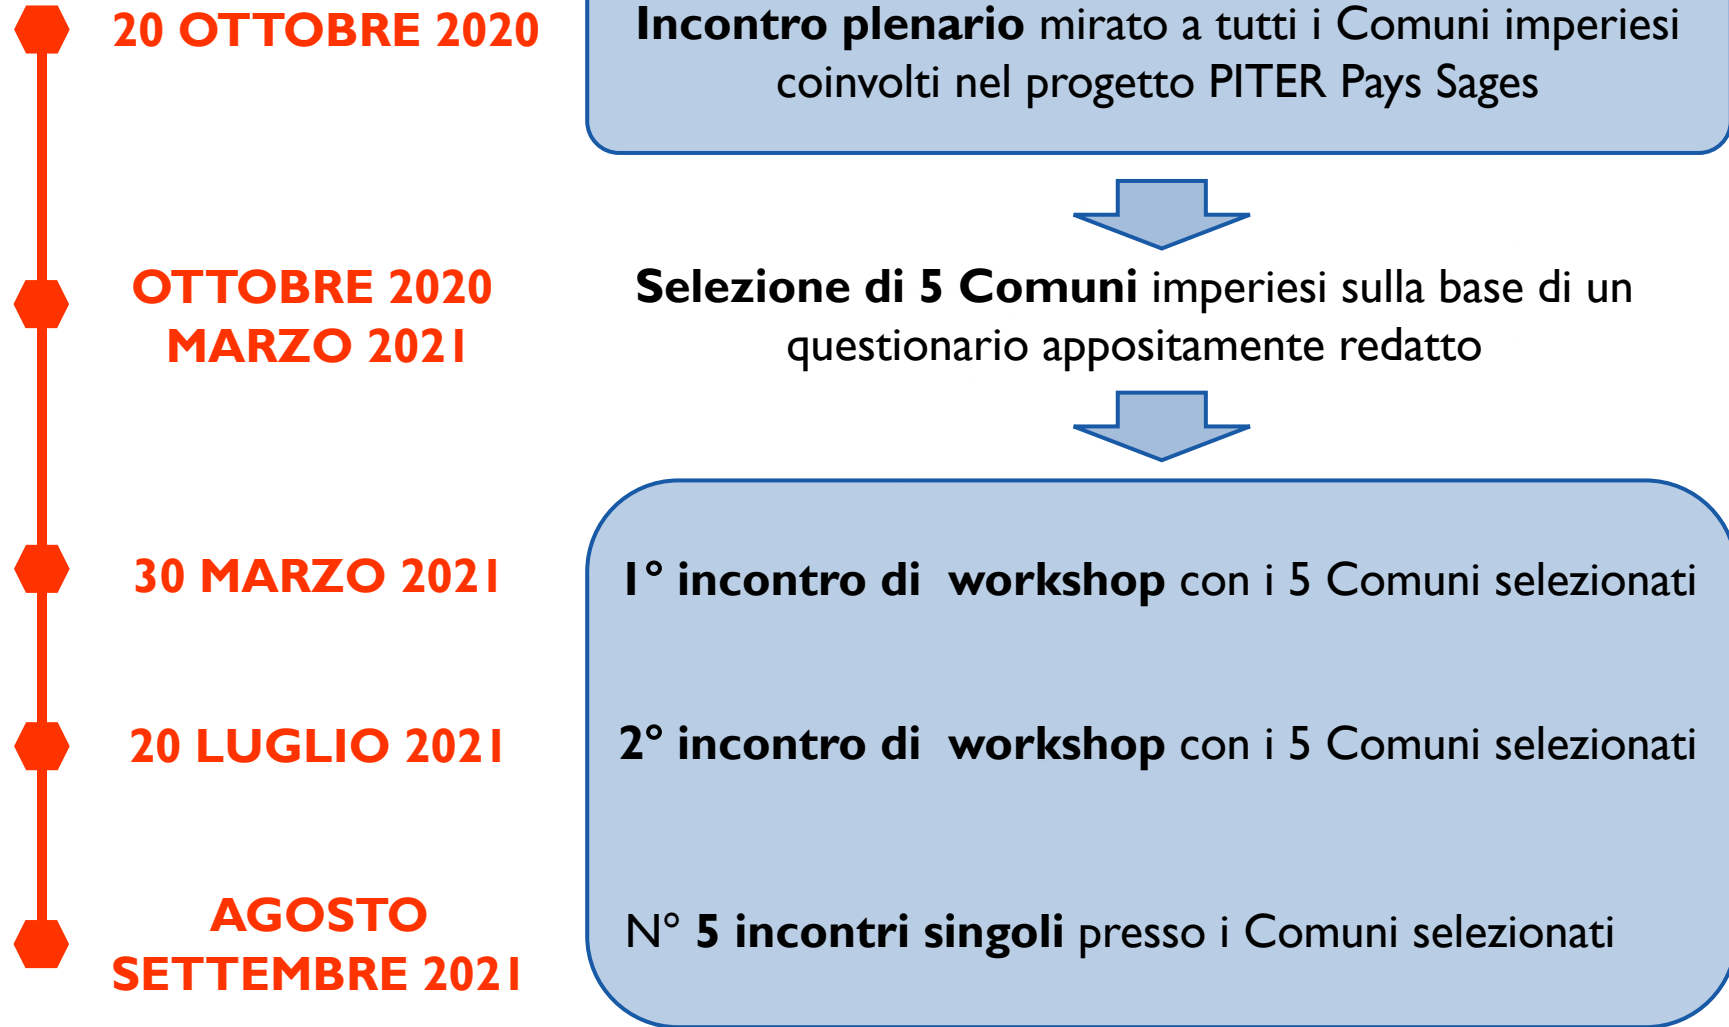 20 OTTOBRE 2020
Incontro plenario mirato a tutti i Comuni imperiesi
coinvolti nel progetto PITER Pays Sages
OTTOBRE 2020
MARZO 2021
Selezione di 5 Comuni imperiesi sulla base di un
questionario appositamente redatto
30 MARZO 2021
1° incontro di workshop con i 5 Comuni selezionati
20 LUGLIO 2021
2° incontro di workshop con i 5 Comuni selezionati
AGOSTO
SETTEMBRE 2021
N° 5 incontri singoli presso i Comuni selezionati